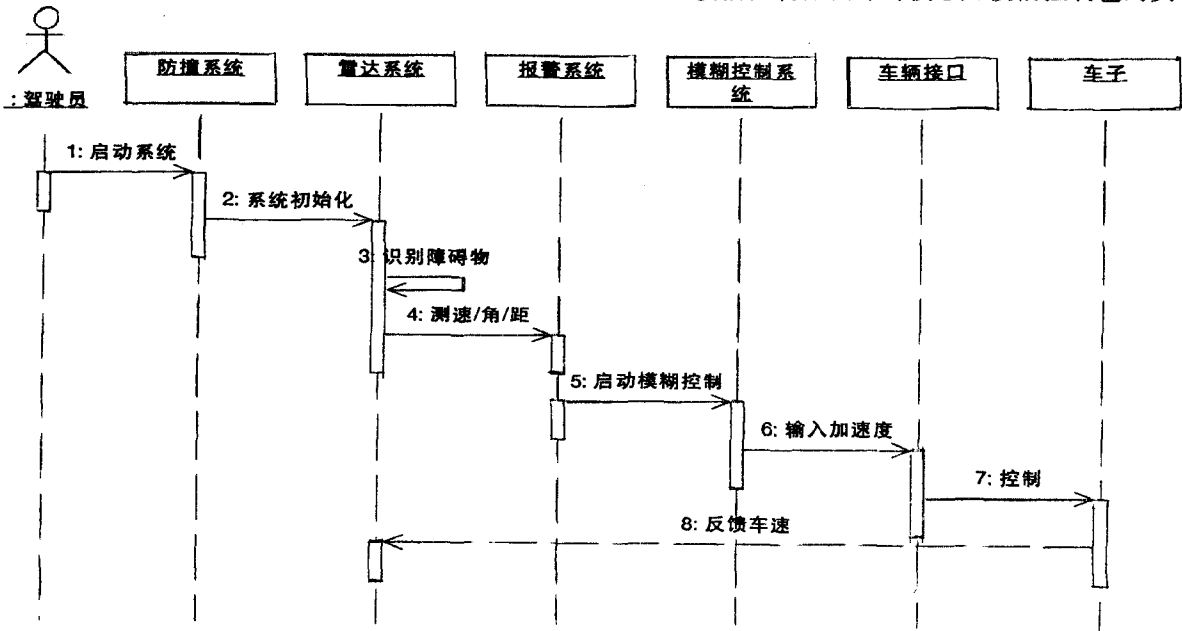 防撞系统
雷达系统
报警系统
模糊控制系
统
车辆接口
车子
:驾驶员
1: 启动系统
2: 系统初始化
3: 识别障碍物
4: 测速/角/距
5: 启动模糊控制
6: 输入加速度
7: 控制
8: 反馈车速